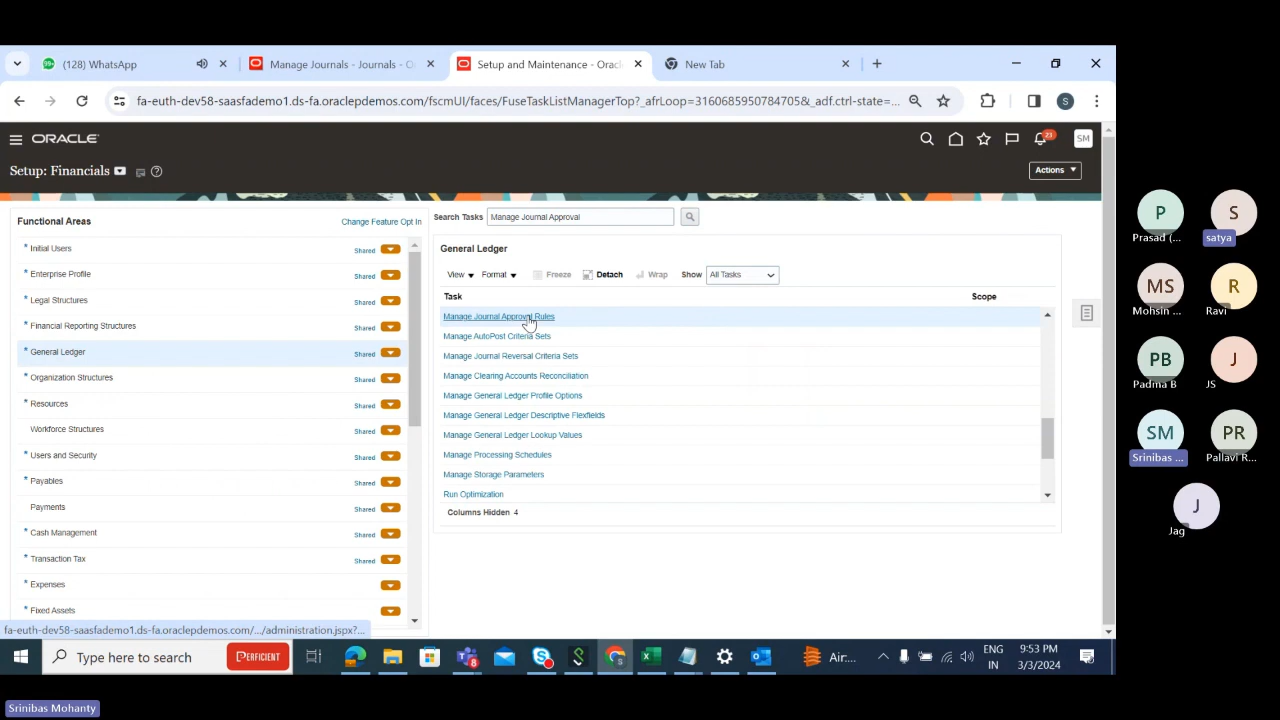 (128) WhatsApp
Manage Journals - Journals - O
Setup and Maintenance - Oracl
New Tab
fa-euth-dev58-saasfademo1.ds-fa.oraclepdemos.com/fscmUI/faces/FuseTaskListManagerTop?_afrLoop=3160685950784705&_adf.ctrl-state=...
ORACLE
23
SM
Setup: Financials
Actions
Functional Areas
Change Feature Opt In
Search Tasks
Manage Journal Approval
* Initial Users Shared
* Enterprise Profile Shared
* Legal Structures Shared
* Financial Reporting Structures Shared
* General Ledger Shared
* Organization Structures Shared
* Resources Shared
Workforce Structures Shared
* Users and Security Shared
* Payables Shared
Payments Shared
* Cash Management Shared
* Transaction Tax Shared
* Expenses
* Fixed Assets
General Ledger
View Format Freeze Detach Wrap Show All Tasks
Task Scope
Manage Journal Approval Rules
Manage AutoPost Criteria Sets
Manage Journal Reversal Criteria Sets
Manage Clearing Accounts Reconciliation
Manage General Ledger Profile Options
Manage General Ledger Descriptive Flexfields
Manage General Ledger Lookup Values
Manage Processing Schedules
Manage Storage Parameters
Run Optimization
Columns Hidden 4
fa-euth-dev58-saasfademo1.ds-fa.oraclepdemos.com/.../administration.jspx?...
Type here to search
PERFICIENT
8
Air...
ENG
IN
9:53 PM
3/3/2024
P
Prasad (...
S
satya
MS
Mohsin ...
R
Ravi
PB
Padma B
J
JS
SM
Srinibas ...
PR
Pallavi R...
J
Jag
Srinibas Mohanty